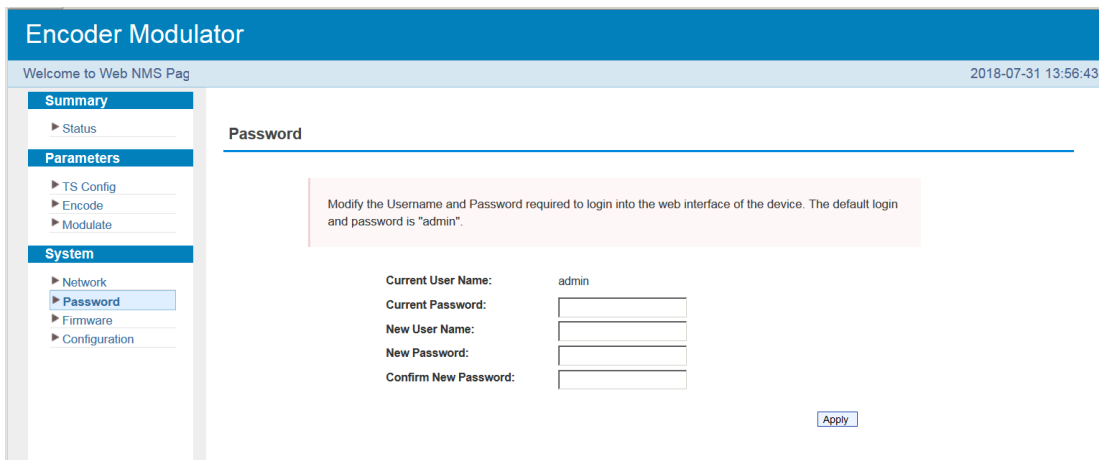 Encoder Modulator
Welcome to Web NMS Pag
2018-07-31 13:56:43
Summary
Status
Parameters
TS Config
Encode
Modulate
System
Network
Password
Firmware
Configuration
Password
Modify the Username and Password required to login into the web interface of the device. The default login
and password is "admin".
Current User Name: admin
Current Password:
New User Name:
New Password:
Confirm New Password:
Apply